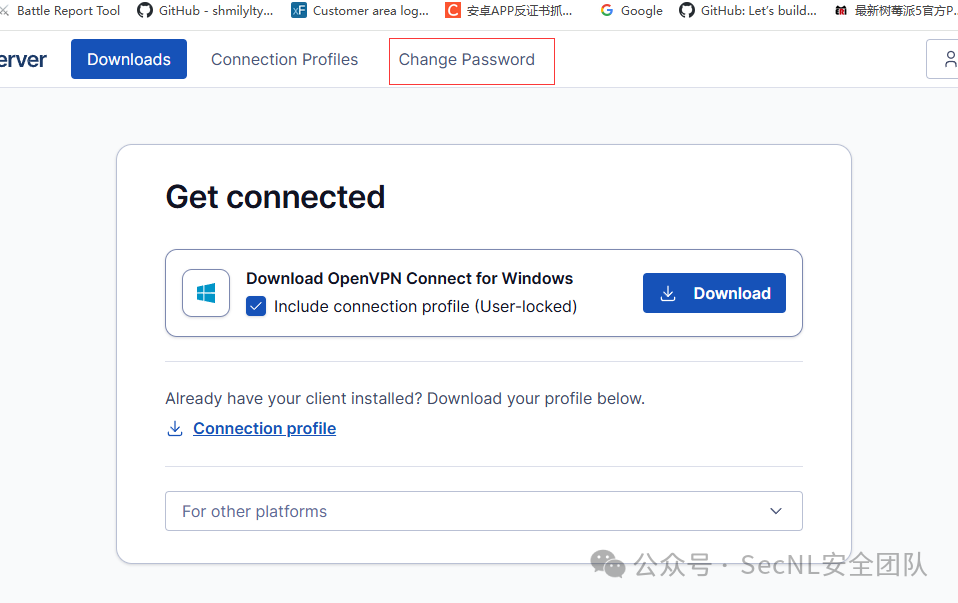 Battle Report Tool GitHub - shmilylty... Customer area log... 安卓APP反证书抓... Google GitHub: Let's build... 最新树莓派5官方P...
erver Downloads Connection Profiles Change Password
Get connected
Download OpenVPN Connect for Windows
Include connection profile (User-locked)
Download
Already have your client installed? Download your profile below.
Connection profile
For other platforms
公众号 · SecNL安全团队